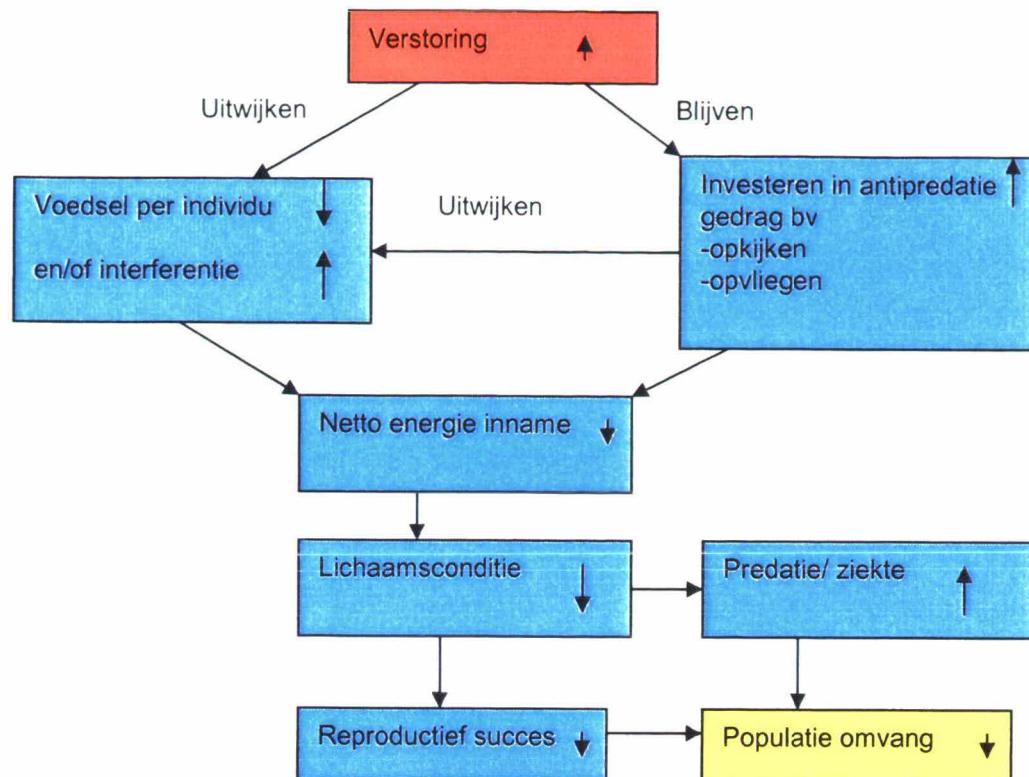 Verstoring
Uitwijken
Blijven
Voedsel per individu
en/of interferentie
Uitwijken
Investeren in antipredatie
gedrag bv
-opkijken
-opvliegen
Netto energie inname
Lichaamsconditie
Predatie/ ziekte
Reproductief succes
Populatie omvang